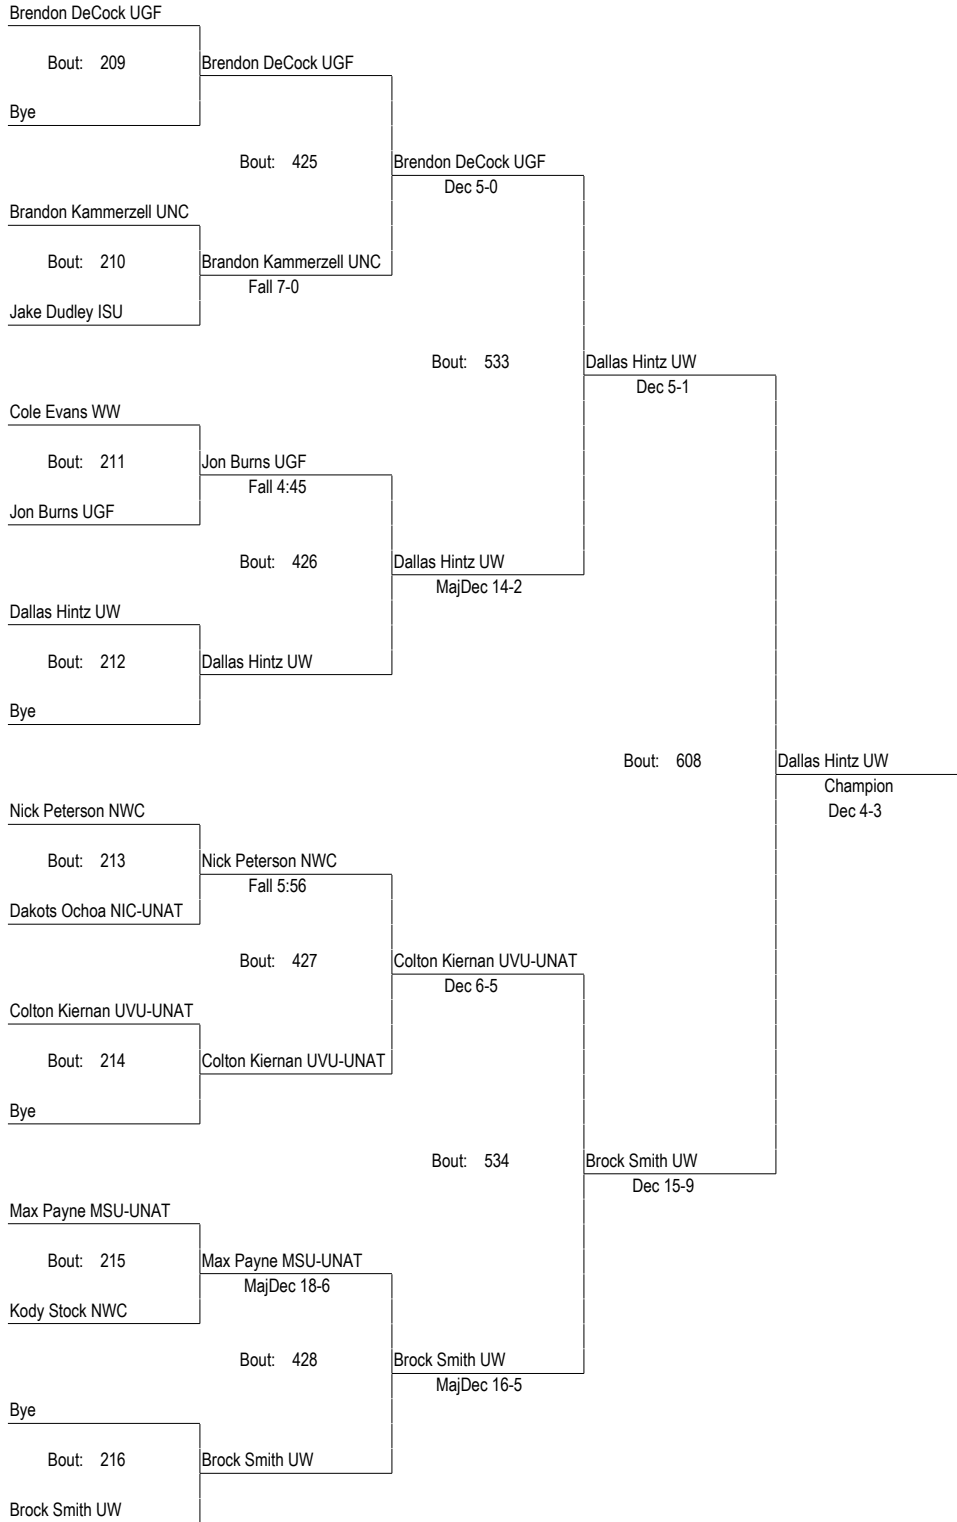 Brendon DeCock UGF
Bout: 209 Brendon DeCock UGF
Bye
Bout: 425 Brendon DeCock UGF
Dec 5-0
Brandon Kammerzell UNC
Bout: 210 Brandon Kammerzell UNC
Fall 7-0
Jake Dudley ISU
Bout: 533 Dallas Hintz UW
Dec 5-1
Cole Evans WW
Bout: 211 Jon Burns UGF
Fall 4:45
Jon Burns UGF
Bout: 426 Dallas Hintz UW
MajDec 14-2
Dallas Hintz UW
Bout: 212 Dallas Hintz UW
Bye
Bout: 608 Dallas Hintz UW
Champion
Nick Peterson NWC Dec 4-3
Bout: 213 Nick Peterson NWC
Fall 5:56
Dakots Ochoa NIC-UNAT
Bout: 427 Colton Kiernan UVU-UNAT
Dec 6-5
Colton Kiernan UVU-UNAT
Bout: 214 Colton Kiernan UVU-UNAT
Bye
Bout: 534 Brock Smith UW
Dec 15-9
Max Payne MSU-UNAT
Bout: 215 Max Payne MSU-UNAT
MajDec 18-6
Kody Stock NWC
Bout: 428 Brock Smith UW
MajDec 16-5
Bye
Bout: 216 Brock Smith UW
Brock Smith UW